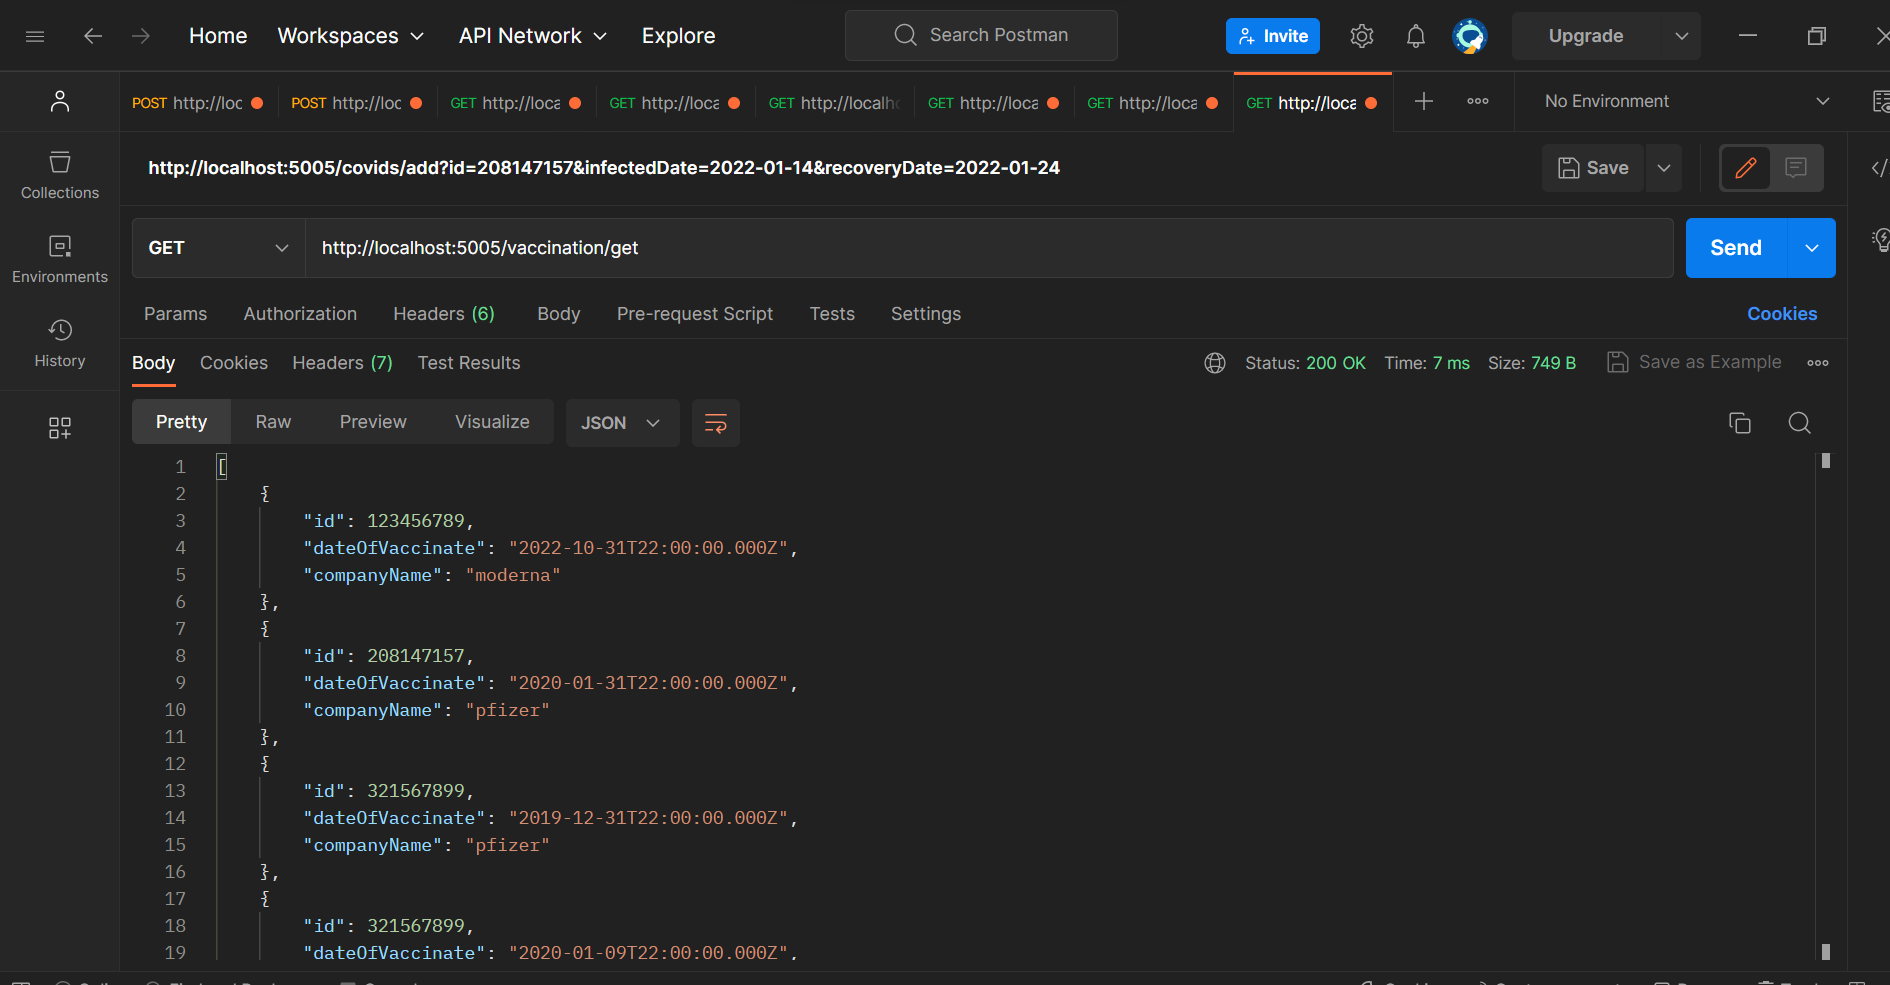 Home Workspaces API Network Explore Search Postman Invite Upgrade
POST http://loc POST http://loc GET http://loca GET http://loca GET http://localh GET http://loca GET http://loca GET http://loca No Environment
http://localhost:5005/covids/add?id=208147157&infectedDate=2022-01-14&recoveryDate=2022-01-24 Save
Collections
GET http://localhost:5005/vaccination/get Send
Environments
Params Authorization Headers (6) Body Pre-request Script Tests Settings Cookies
History
Body Cookies Headers (7) Test Results Status: 200 OK Time: 7 ms Size: 749 B Save as Example
Pretty Raw Preview Visualize JSON
1 [
2 {
3 "id": 123456789,
4 "dateOfVaccinate": "2022-10-31T22:00:00.000Z",
5 "companyName": "moderna"
6 },
7 {
8 "id": 208147157,
9 "dateOfVaccinate": "2020-01-31T22:00:00.000Z",
10 "companyName": "pfizer"
11 },
12 {
13 "id": 321567899,
14 "dateOfVaccinate": "2019-12-31T22:00:00.000Z",
15 "companyName": "pfizer"
16 },
17 {
18 "id": 321567899,
19 "dateOfVaccinate": "2020-01-09T22:00:00.000Z",